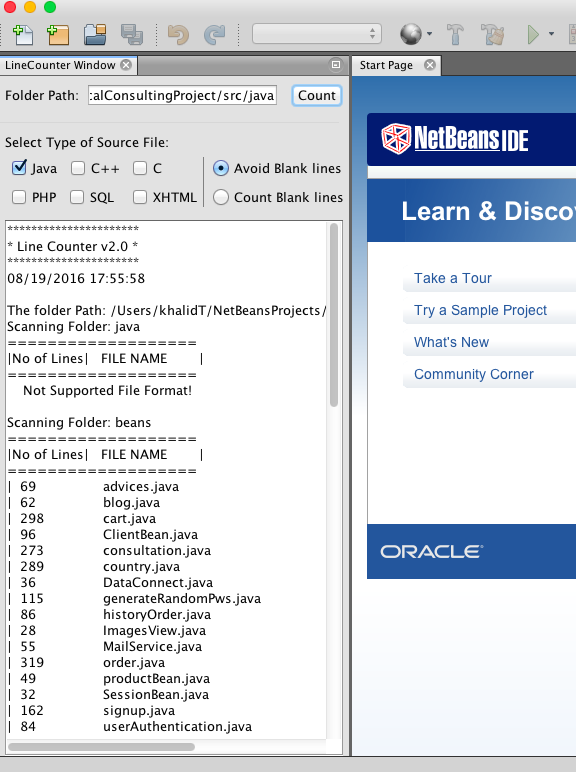 LineCounter Window
Start Page
Folder Path: :alConsultingProject/src/java Count
Select Type of Source File:
Java C++ C Avoid Blank lines
PHP SQL XHTML Count Blank lines
*********************
* Line Counter v2.0 *
*********************
08/19/2016 17:55:58
The folder Path: /Users/khalidT/NetBeansProjects/
Scanning Folder: java
===================
|No of Lines| FILE NAME |
===================
Not Supported File Format!
Scanning Folder: beans
===================
|No of Lines| FILE NAME |
===================
| 69 advices.java
| 62 blog.java
| 298 cart.java
| 96 ClientBean.java
| 273 consultation.java
| 289 country.java
| 36 DataConnect.java
| 115 generateRandomPws.java
| 86 historyOrder.java
| 28 ImagesView.java
| 55 MailService.java
| 319 order.java
| 49 productBean.java
| 32 SessionBean.java
| 162 signup.java
| 84 userAuthentication.java
NetBeans IDE
Learn & Disco
Take a Tour
Try a Sample Project
What's New
Community Corner
ORACLE